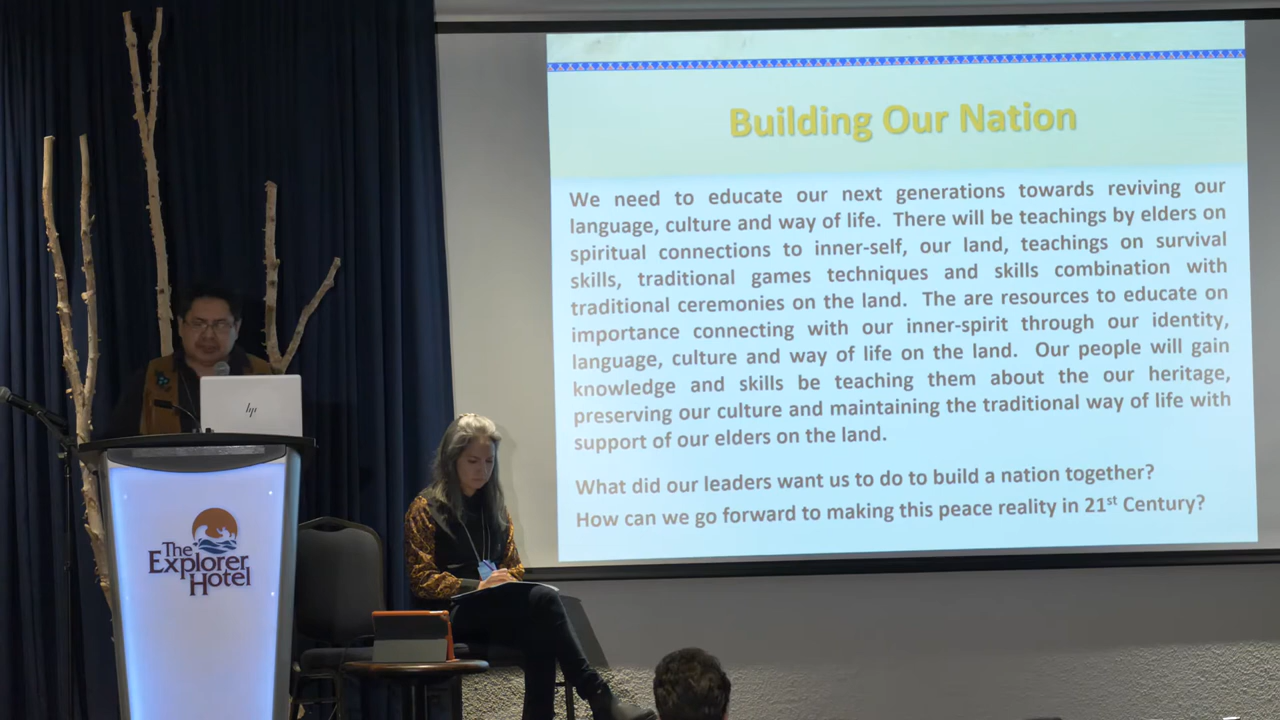 Building Our Nation
We need to educate our next generations towards reviving our
language, culture and way of life. There will be teachings by elders on
spiritual connections to inner-self, our land, teachings on survival
skills, traditional games techniques and skills combination with
traditional ceremonies on the land. The are resources to educate on
importance connecting with our inner-spirit through our identity,
language, culture and way of life on the land. Our people will gain
knowledge and skills be teaching them about the our heritage,
preserving our culture and maintaining the traditional way of life with
support of our elders on the land.
What did our leaders want us to do to build a nation together?
How can we go forward to making this peace reality in 21st Century?
hp
The
Explorer
Hotel